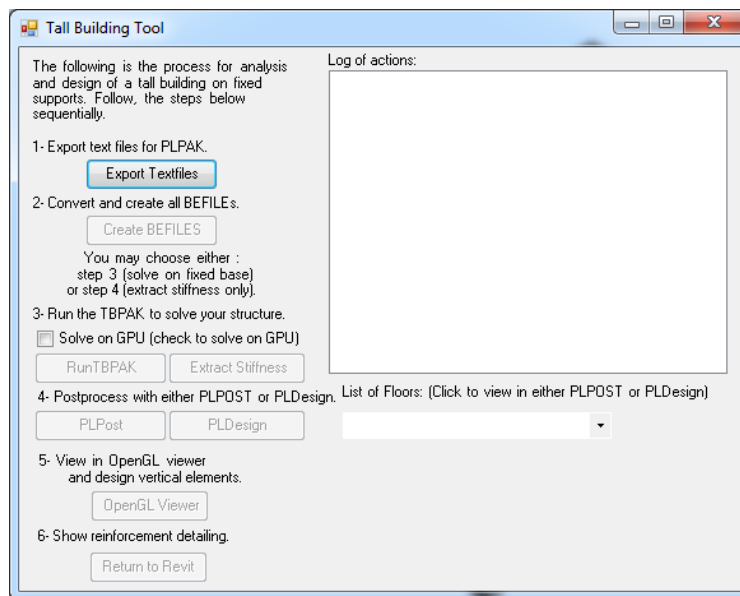 Tall Building Tool
The following is the process for analysis
and design of a tall building on fixed
supports. Follow, the steps below
sequentially.
1- Export text files for PLPAK.
Export Textfiles
2- Convert and create all BEFILEs.
Create BEFILES
You may choose either :
step 3 (solve on fixed base)
or step 4 (extract stiffness only).
3- Run the TBPAK to solve your structure.
Solve on GPU (check to solve on GPU)
RunTBPAK
Extract Stiffness
4- Postprocess with either PLPOST or PLDesign.
PLPost
PLDesign
5- View in OpenGL viewer
and design vertical elements.
OpenGL Viewer
6- Show reinforcement detailing.
Return to Revit
Log of actions:
List of Floors: (Click to view in either PLPOST or PLDesign)